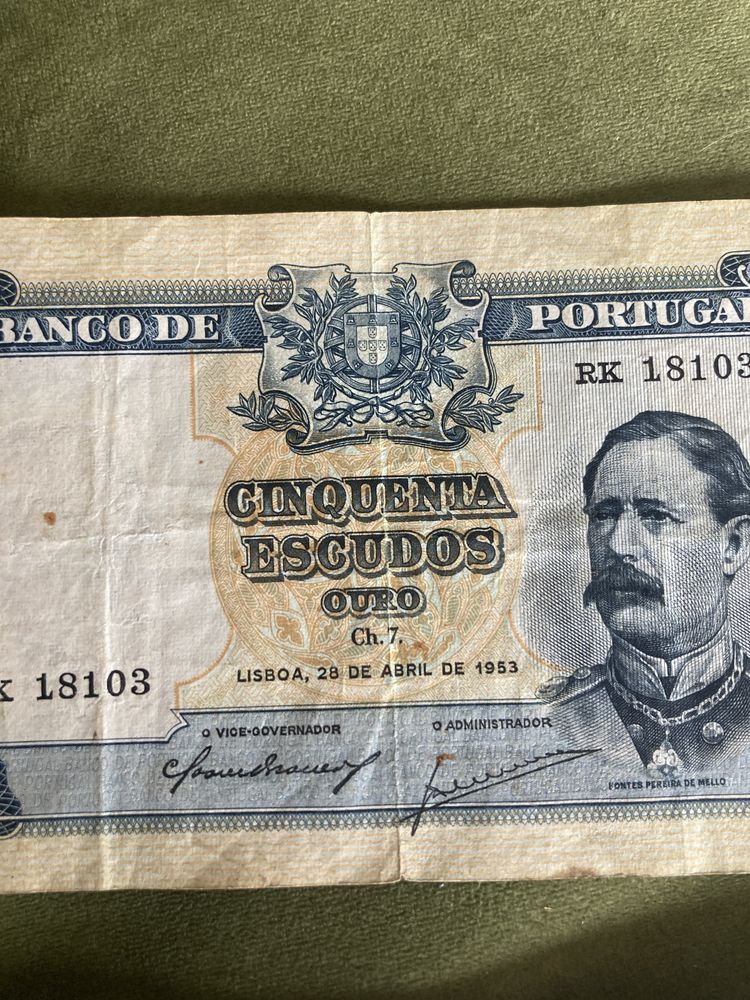 BANCO DE PORTUGAL
RK 18103
CINQUENTA
ESCUDOS
OURO
Ch. 7.
LISBOA, 28 DE ABRIL DE 1953
K 18103
O VICE-GOVERNADOR
O ADMINISTRADOR
FONTES PEREIRA DE MELLO